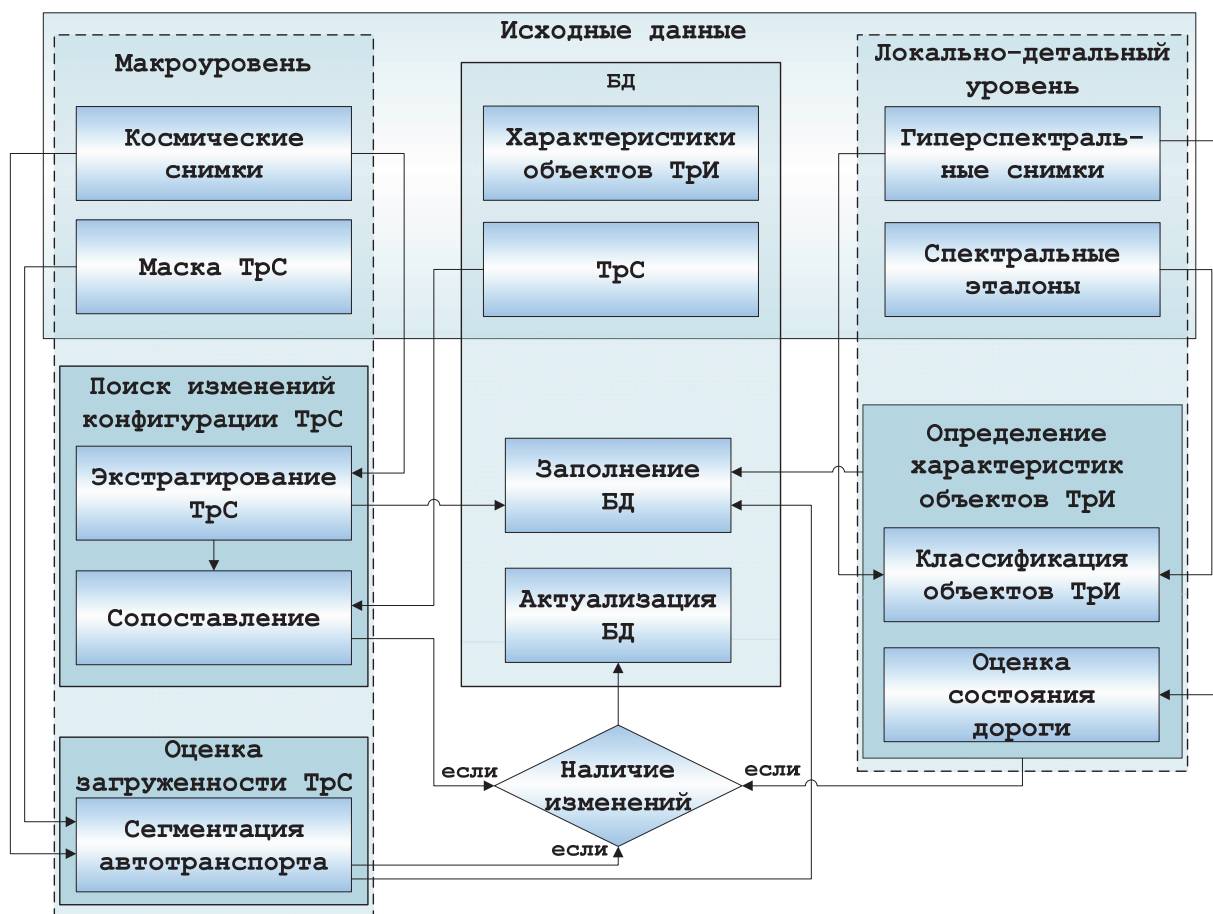 Исходные данные
Макроуровень
Космические
снимки
Маска ТрС
БД
Характеристики
объектов ТрИ
ТрС
Локально-детальный
уровень
Гиперспектраль-
ные снимки
Спектральные
эталоны
Поиск изменений
конфигурации ТрС
Экстрагирование
ТрС
Сопоставление
Заполнение
БД
Актуализация
БД
Определение
характеристик
объектов ТрИ
Классификация
объектов ТрИ
Оценка
состояния
дороги
Оценка
загруженности ТрС
Сегментация
автотранспорта
если
Наличие
изменений
если
если